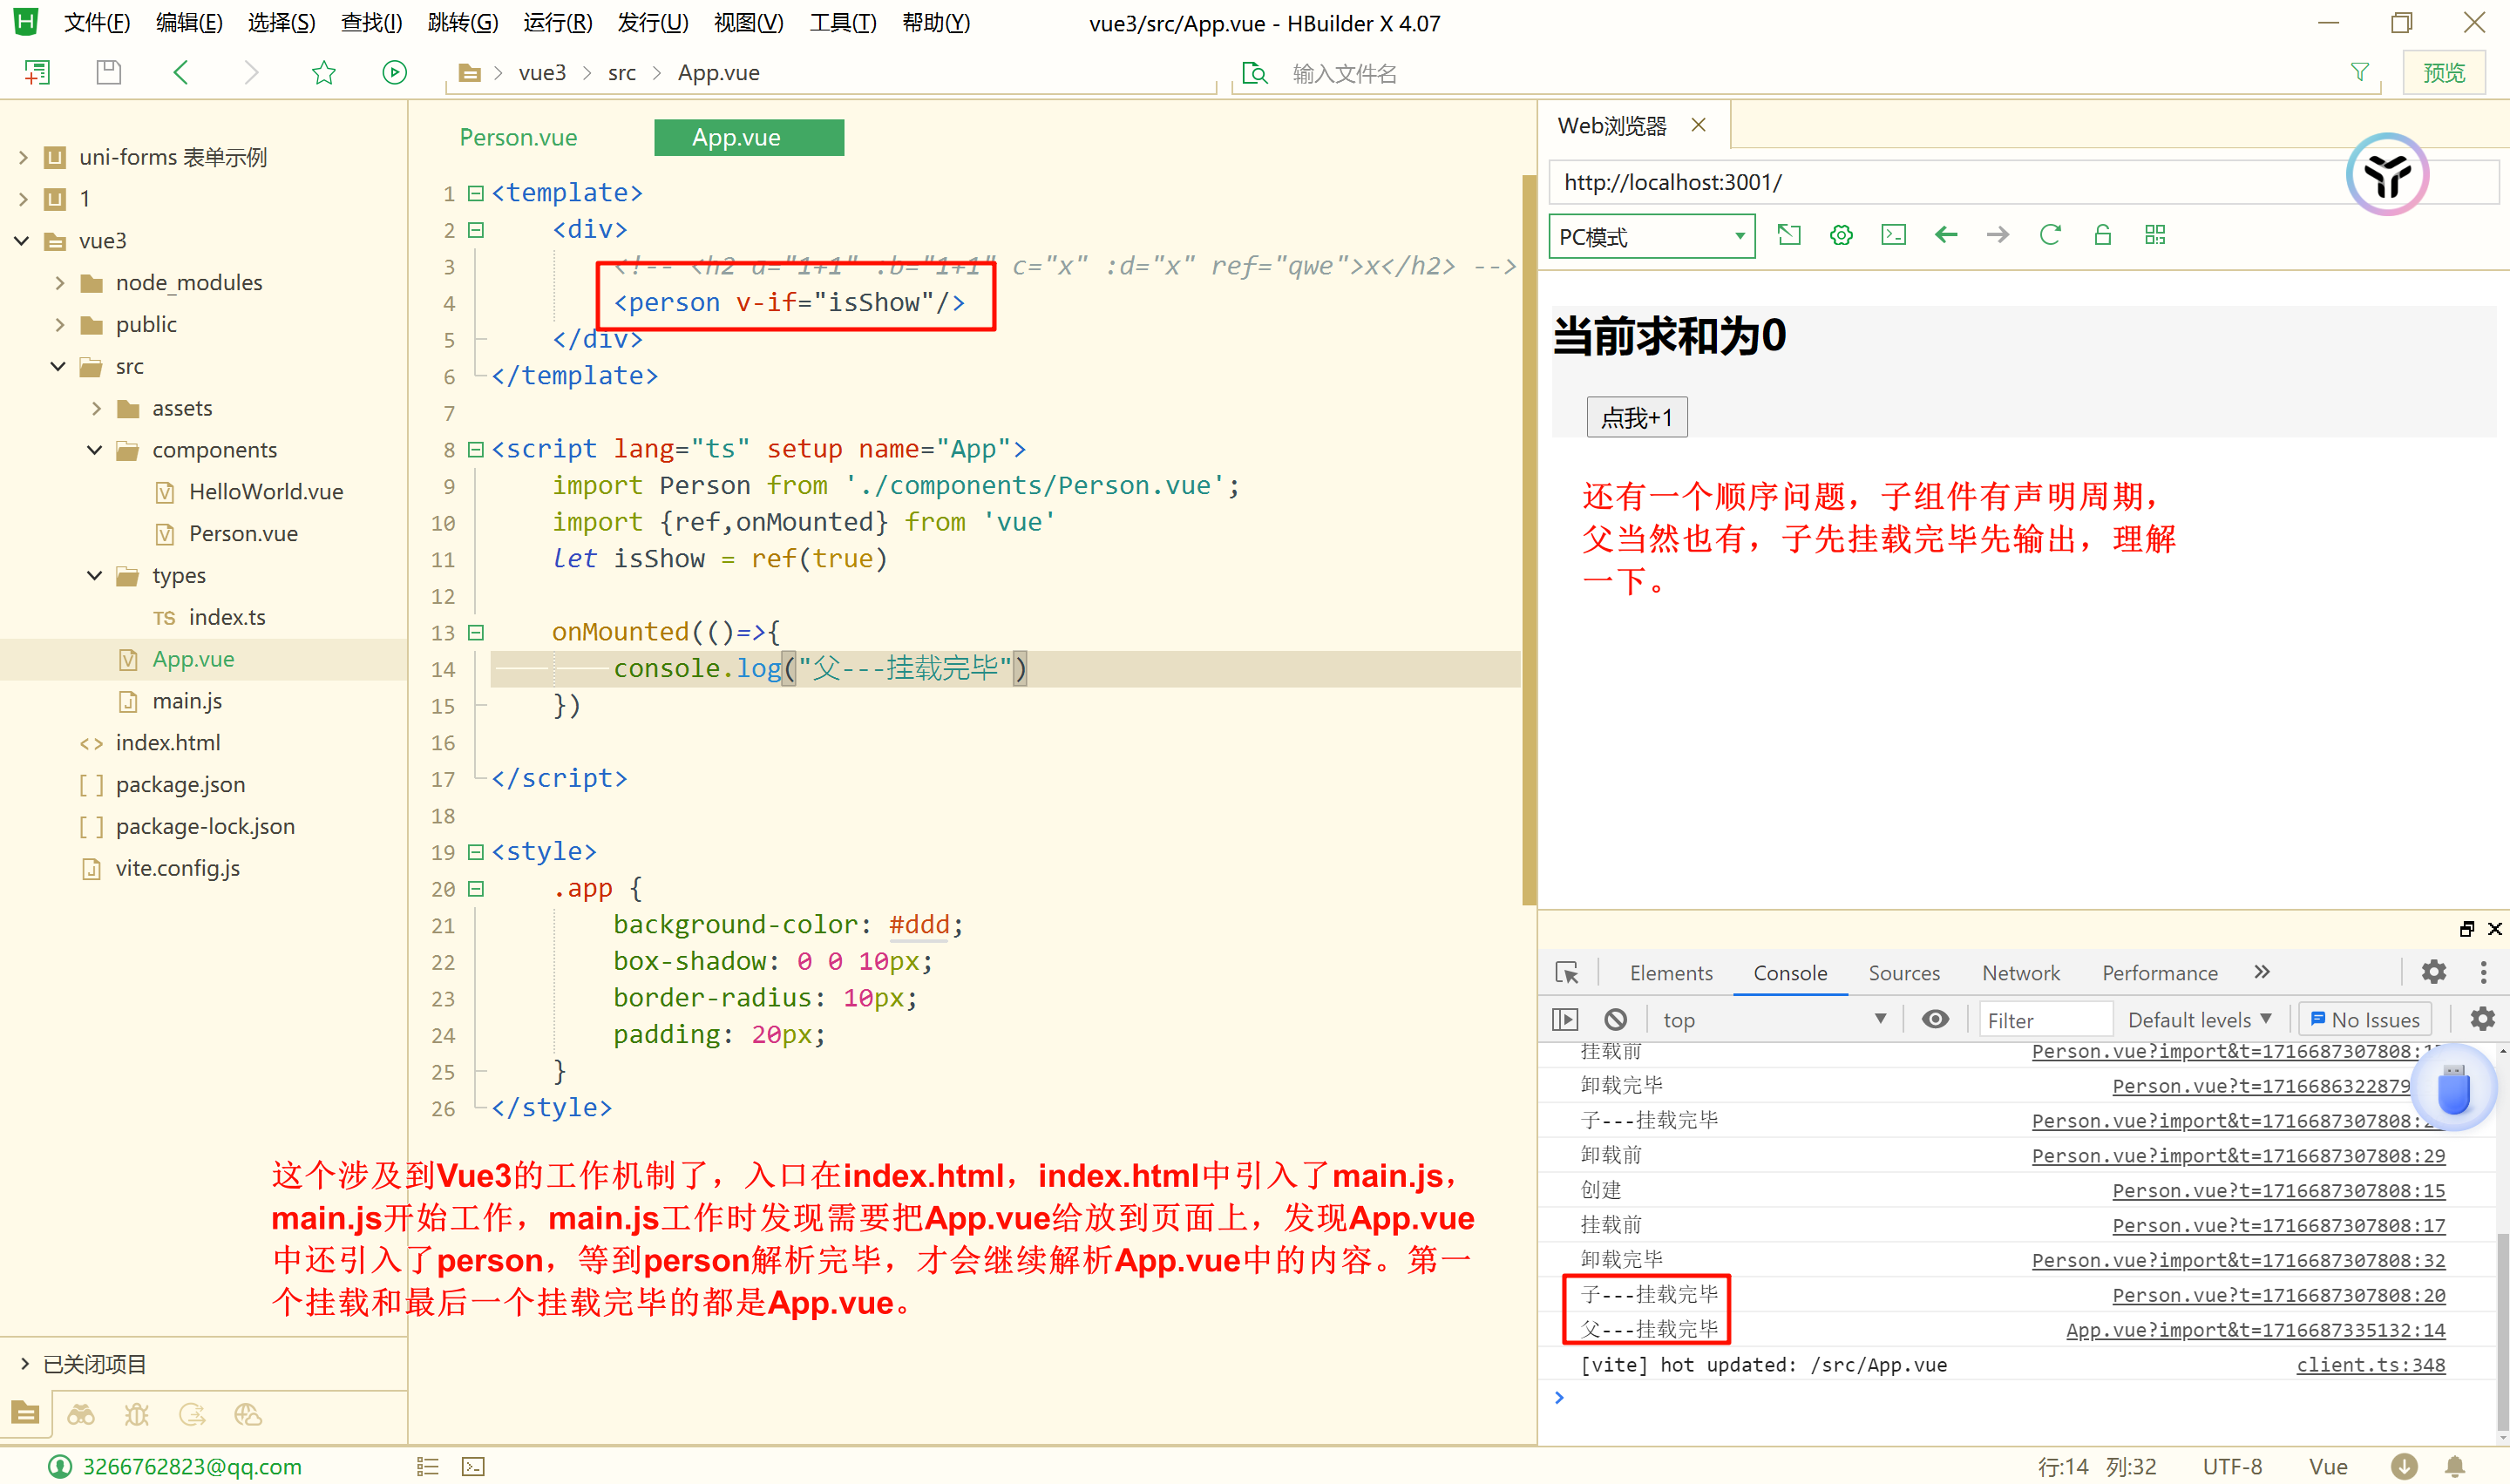 文件(F) 编辑(E) 选择(S) 查找(I) 跳转(G) 运行(R) 发行(U) 视图(V) 工具(T) 帮助(Y) vue3/src/App.vue - HBuilder X 4.07
vue3 > src > App.vue 输入文件名 预览
uni-forms 表单示例
1
vue3
node_modules
public
src
assets
components
HelloWorld.vue
Person.vue
types
TS index.ts
App.vue
main.js
<> index.html
[ ] package.json
[ ] package-lock.json
vite.config.js
已关闭项目
Person.vue App.vue
1 <template>
2 <div>
3 <!-- <h2 a="1+1" :b="1+1" c="x" :d="x" ref="qwe">x</h2> -->
4 <person v-if="isShow"/>
5 </div>
6 </template>
7
8 <script lang="ts" setup name="App">
9 import Person from './components/Person.vue';
10 import {ref,onMounted} from 'vue'
11 let isShow = ref(true)
12
13 onMounted(()=>{
14 console.log("父---挂载完毕")
15 })
16
17 </script>
18
19 <style>
20 .app {
21 background-color: #ddd;
22 box-shadow: 0 0 10px;
23 border-radius: 10px;
24 padding: 20px;
25 }
26 </style>
这个涉及到Vue3的工作机制了，入口在index.html，index.html中引入了main.js，
main.js开始工作，main.js工作时发现需要把App.vue给放到页面上，发现App.vue
中还引入了person，等到person解析完毕，才会继续解析App.vue中的内容。第一
个挂载和最后一个挂载完毕的都是App.vue。
Web浏览器
http://localhost:3001/
PC模式
当前求和为0
点我+1
还有一个顺序问题，子组件有声明周期，
父当然也有，子先挂载完毕先输出，理解
一下。
Elements Console Sources Network Performance
top Filter Default levels No Issues
挂载前 Person.vue?import&t=1716687307808:
卸载完毕 Person.vue?t=1716686322879
子---挂载完毕 Person.vue?import&t=1716687307808:
卸载前 Person.vue?import&t=1716687307808:29
创建 Person.vue?t=1716687307808:15
挂载前 Person.vue?t=1716687307808:17
卸载完毕 Person.vue?import&t=1716687307808:32
子---挂载完毕 Person.vue?t=1716687307808:20
父---挂载完毕 App.vue?import&t=1716687335132:14
[vite] hot updated: /src/App.vue client.ts:348
3266762823@qq.com 行:14 列:32 UTF-8 Vue